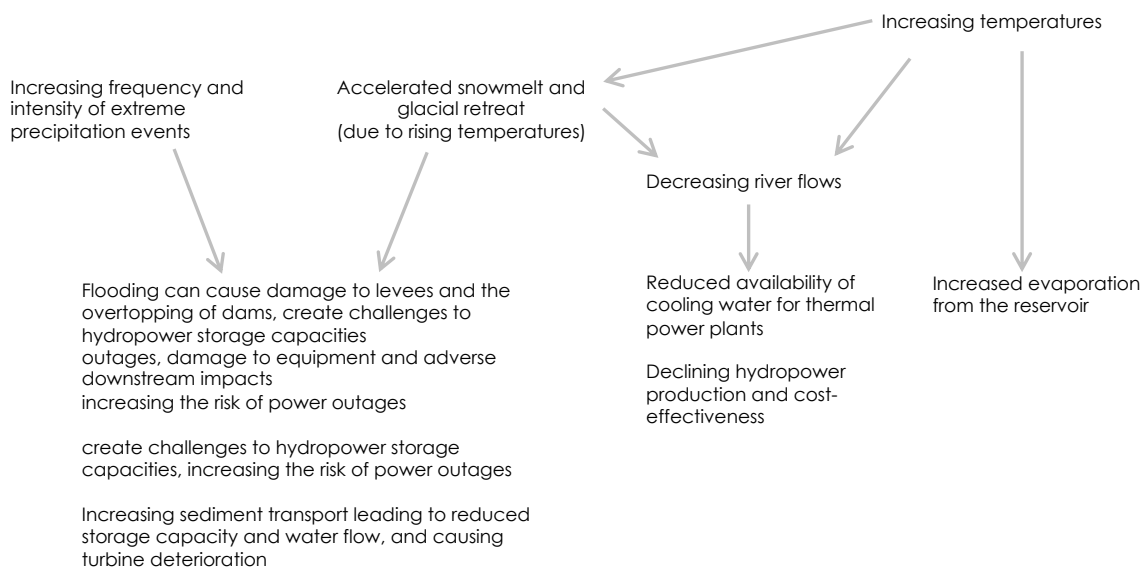 Increasing temperatures
Increasing frequency and
intensity of extreme
precipitation events
Accelerated snowmelt and
glacial retreat
(due to rising temperatures)
Decreasing river flows
Flooding can cause damage to levees and the
overtopping of dams, create challenges to
hydropower storage capacities
outages, damage to equipment and adverse
downstream impacts
increasing the risk of power outages
create challenges to hydropower storage
capacities, increasing the risk of power outages
Increasing sediment transport leading to reduced
storage capacity and water flow, and causing
turbine deterioration
Reduced availability of
cooling water for thermal
power plants
Declining hydropower
production and cost-
effectiveness
Increased evaporation
from the reservoir